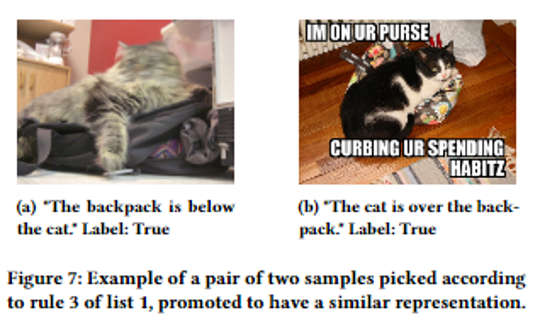 IM ON UR PURSE
CURBING UR SPENDING
HABITZ
(a) "The backpack is below
the cat." Label: True
(b) "The cat is over the back-
pack." Label: True
Figure 7: Example of a pair of two samples picked according
to rule 3 of list 1, promoted to have a similar representation.